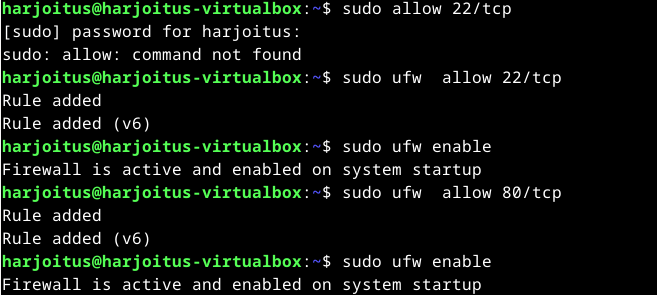 harjoitus@harjoitus-virtualbox:~$ sudo allow 22/tcp
[sudo] password for harjoitus:
sudo: allow: command not found
harjoitus@harjoitus-virtualbox:~$ sudo ufw  allow 22/tcp
Rule added
Rule added (v6)
harjoitus@harjoitus-virtualbox:~$ sudo ufw enable
Firewall is active and enabled on system startup
harjoitus@harjoitus-virtualbox:~$ sudo ufw  allow 80/tcp
Rule added
Rule added (v6)
harjoitus@harjoitus-virtualbox:~$ sudo ufw enable
Firewall is active and enabled on system startup